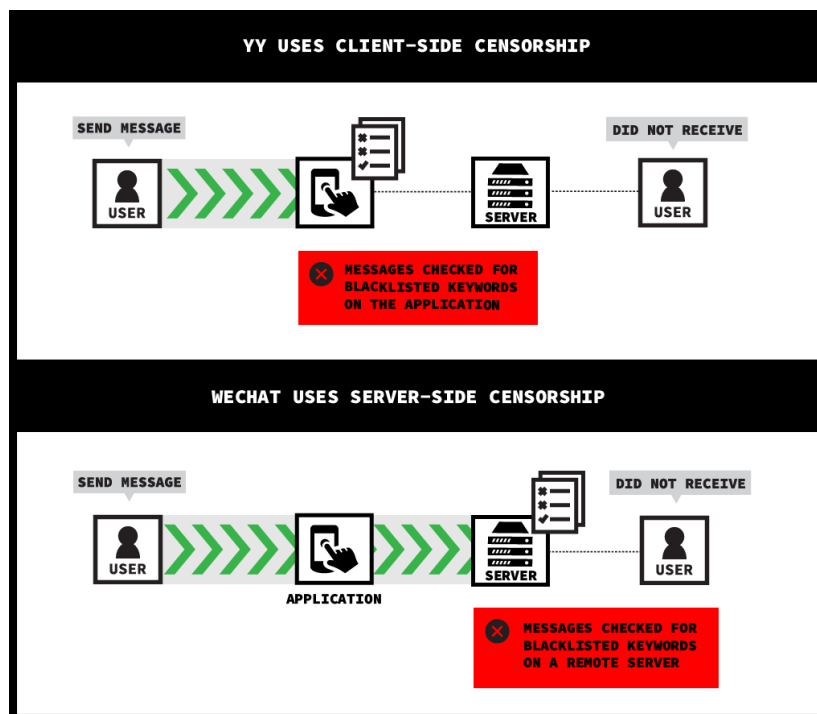 YY USES CLIENT-SIDE CENSORSHIP
SEND MESSAGE
DID NOT RECEIVE
USER
SERVER
USER
MESSAGES CHECKED FOR
BLACKLISTED KEYWORDS
ON THE APPLICATION
WECHAT USES SERVER-SIDE CENSORSHIP
SEND MESSAGE
DID NOT RECEIVE
USER
SERVER
USER
APPLICATION
MESSAGES CHECKED FOR
BLACKLISTED KEYWORDS
ON A REMOTE SERVER